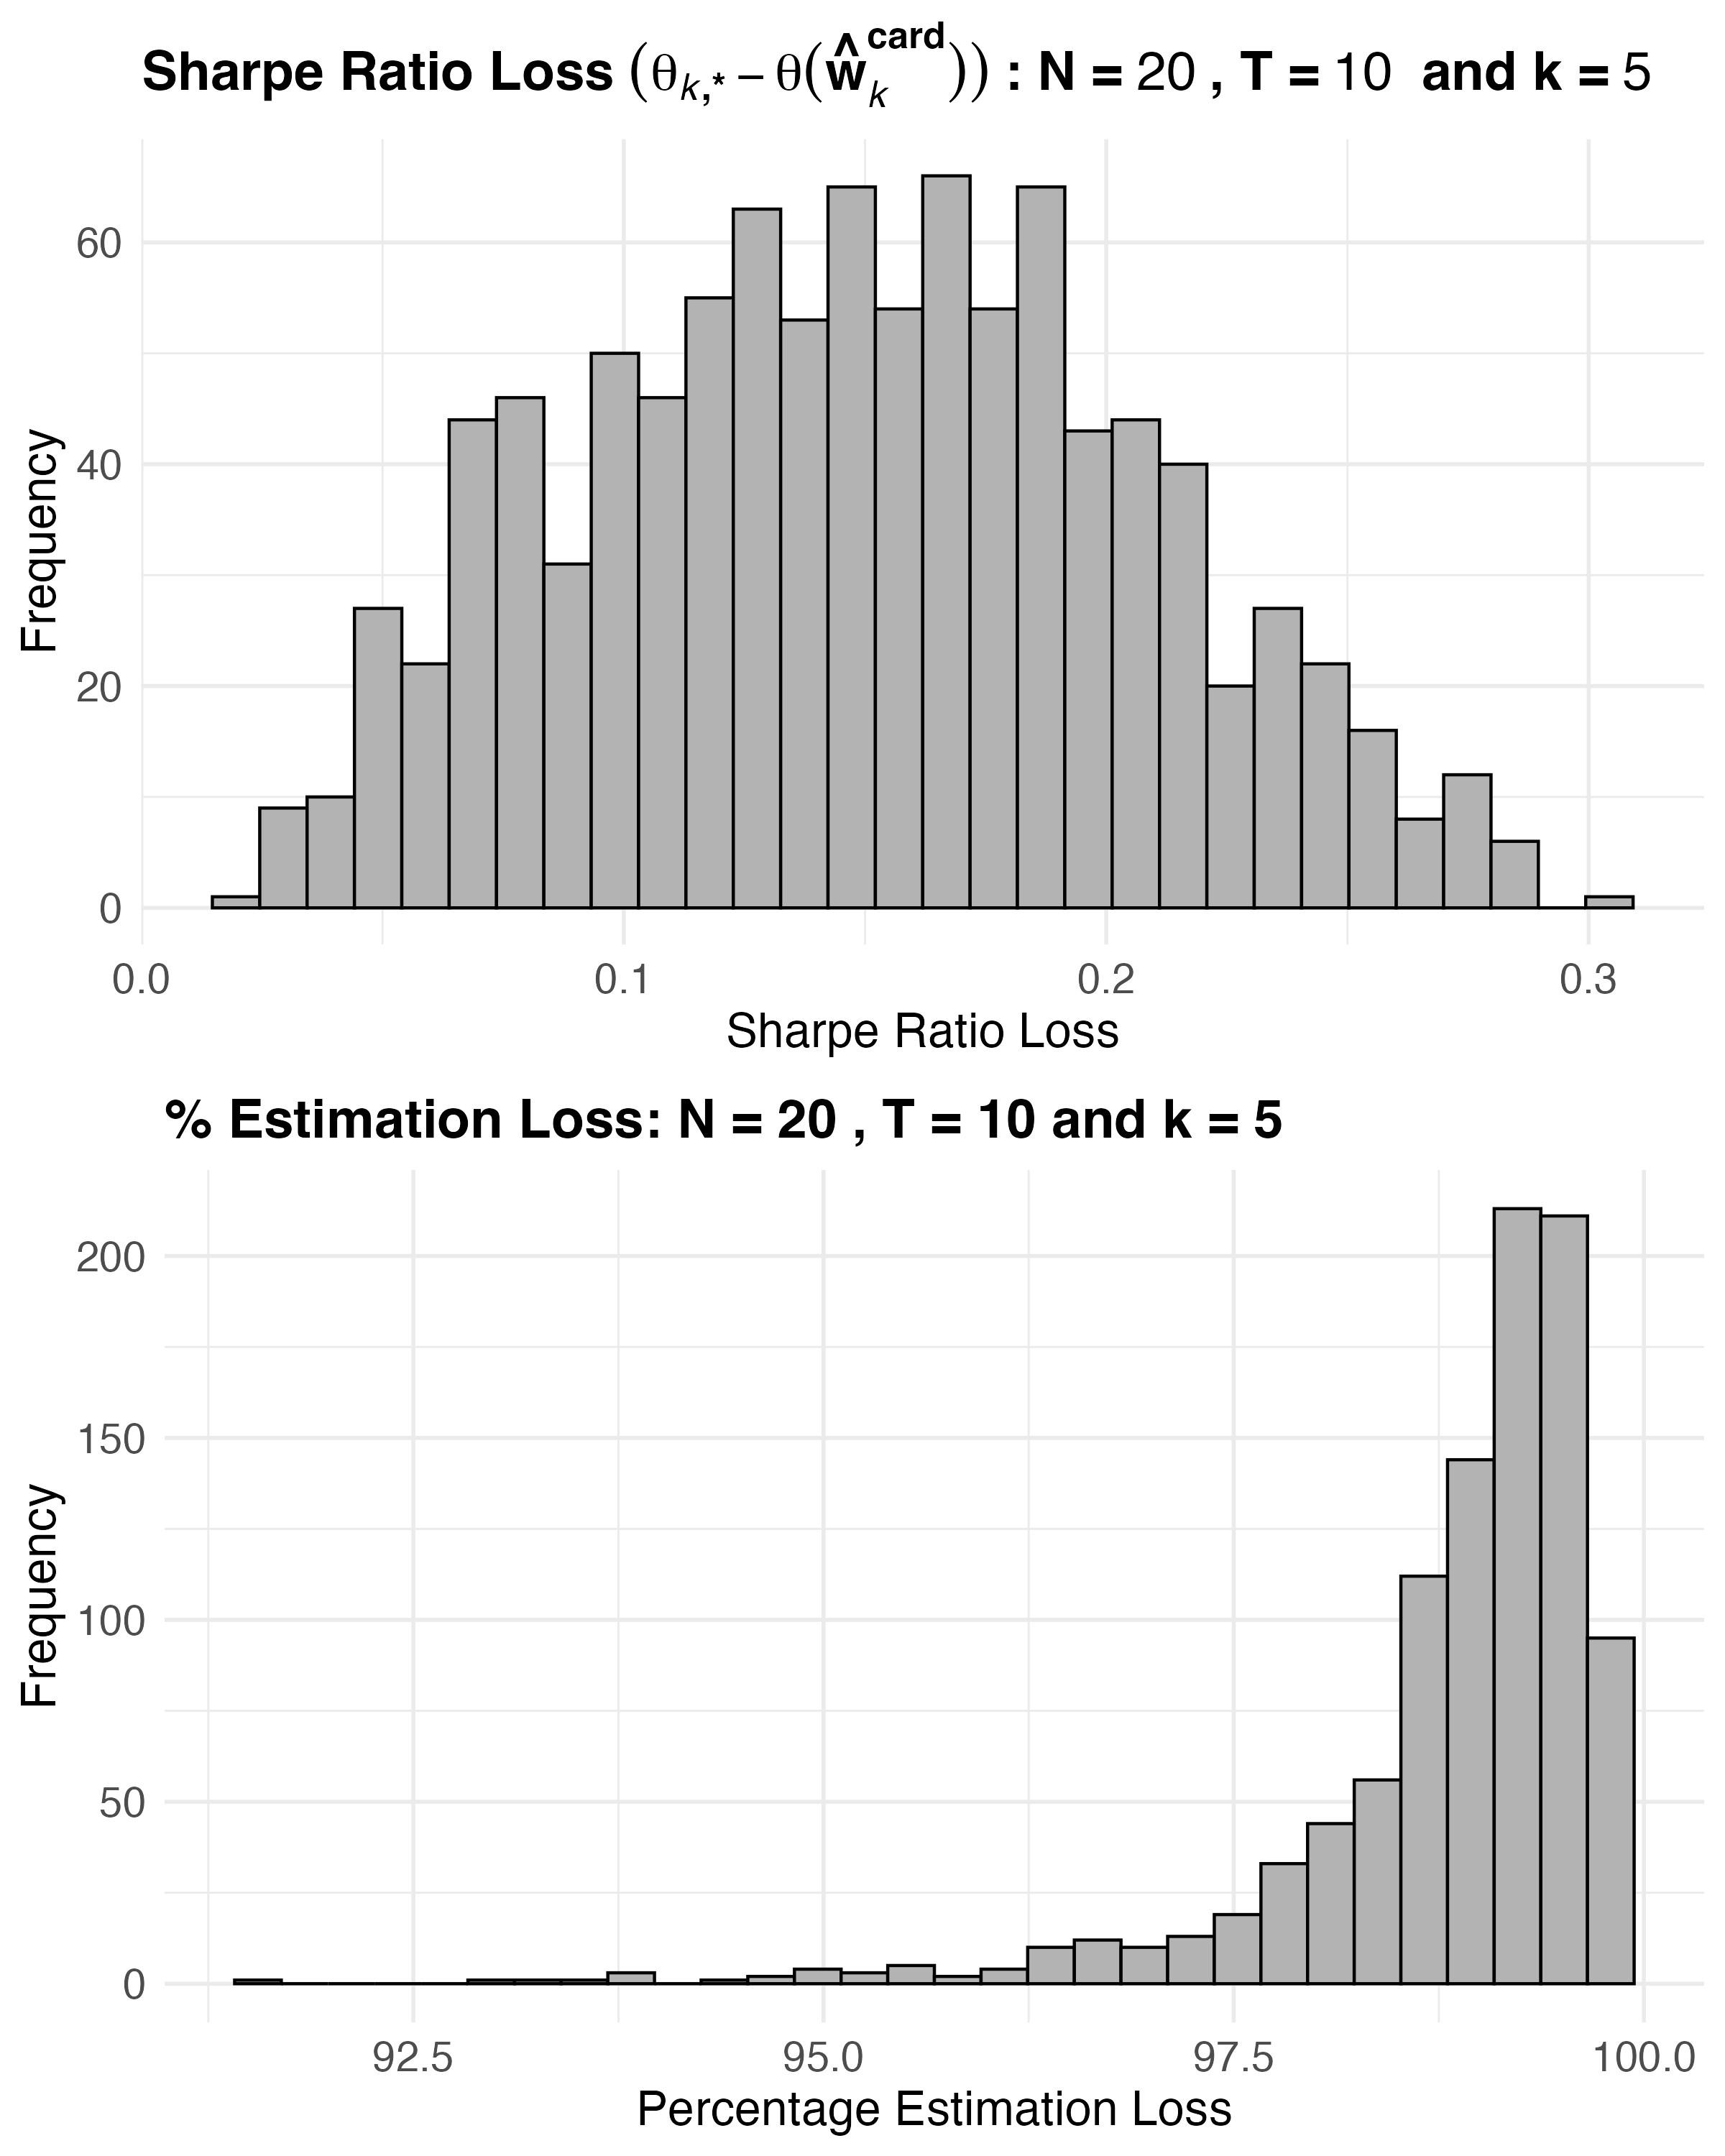 Sharpe Ratio Loss (θk,* − θ(ŵk^card)) : N = 20 , T = 10 and k = 5
60
40
20
0
Frequency
0.0 0.1 0.2 0.3
Sharpe Ratio Loss
% Estimation Loss: N = 20 , T = 10 and k = 5
200
150
100
50
0
Frequency
92.5 95.0 97.5 100.0
Percentage Estimation Loss